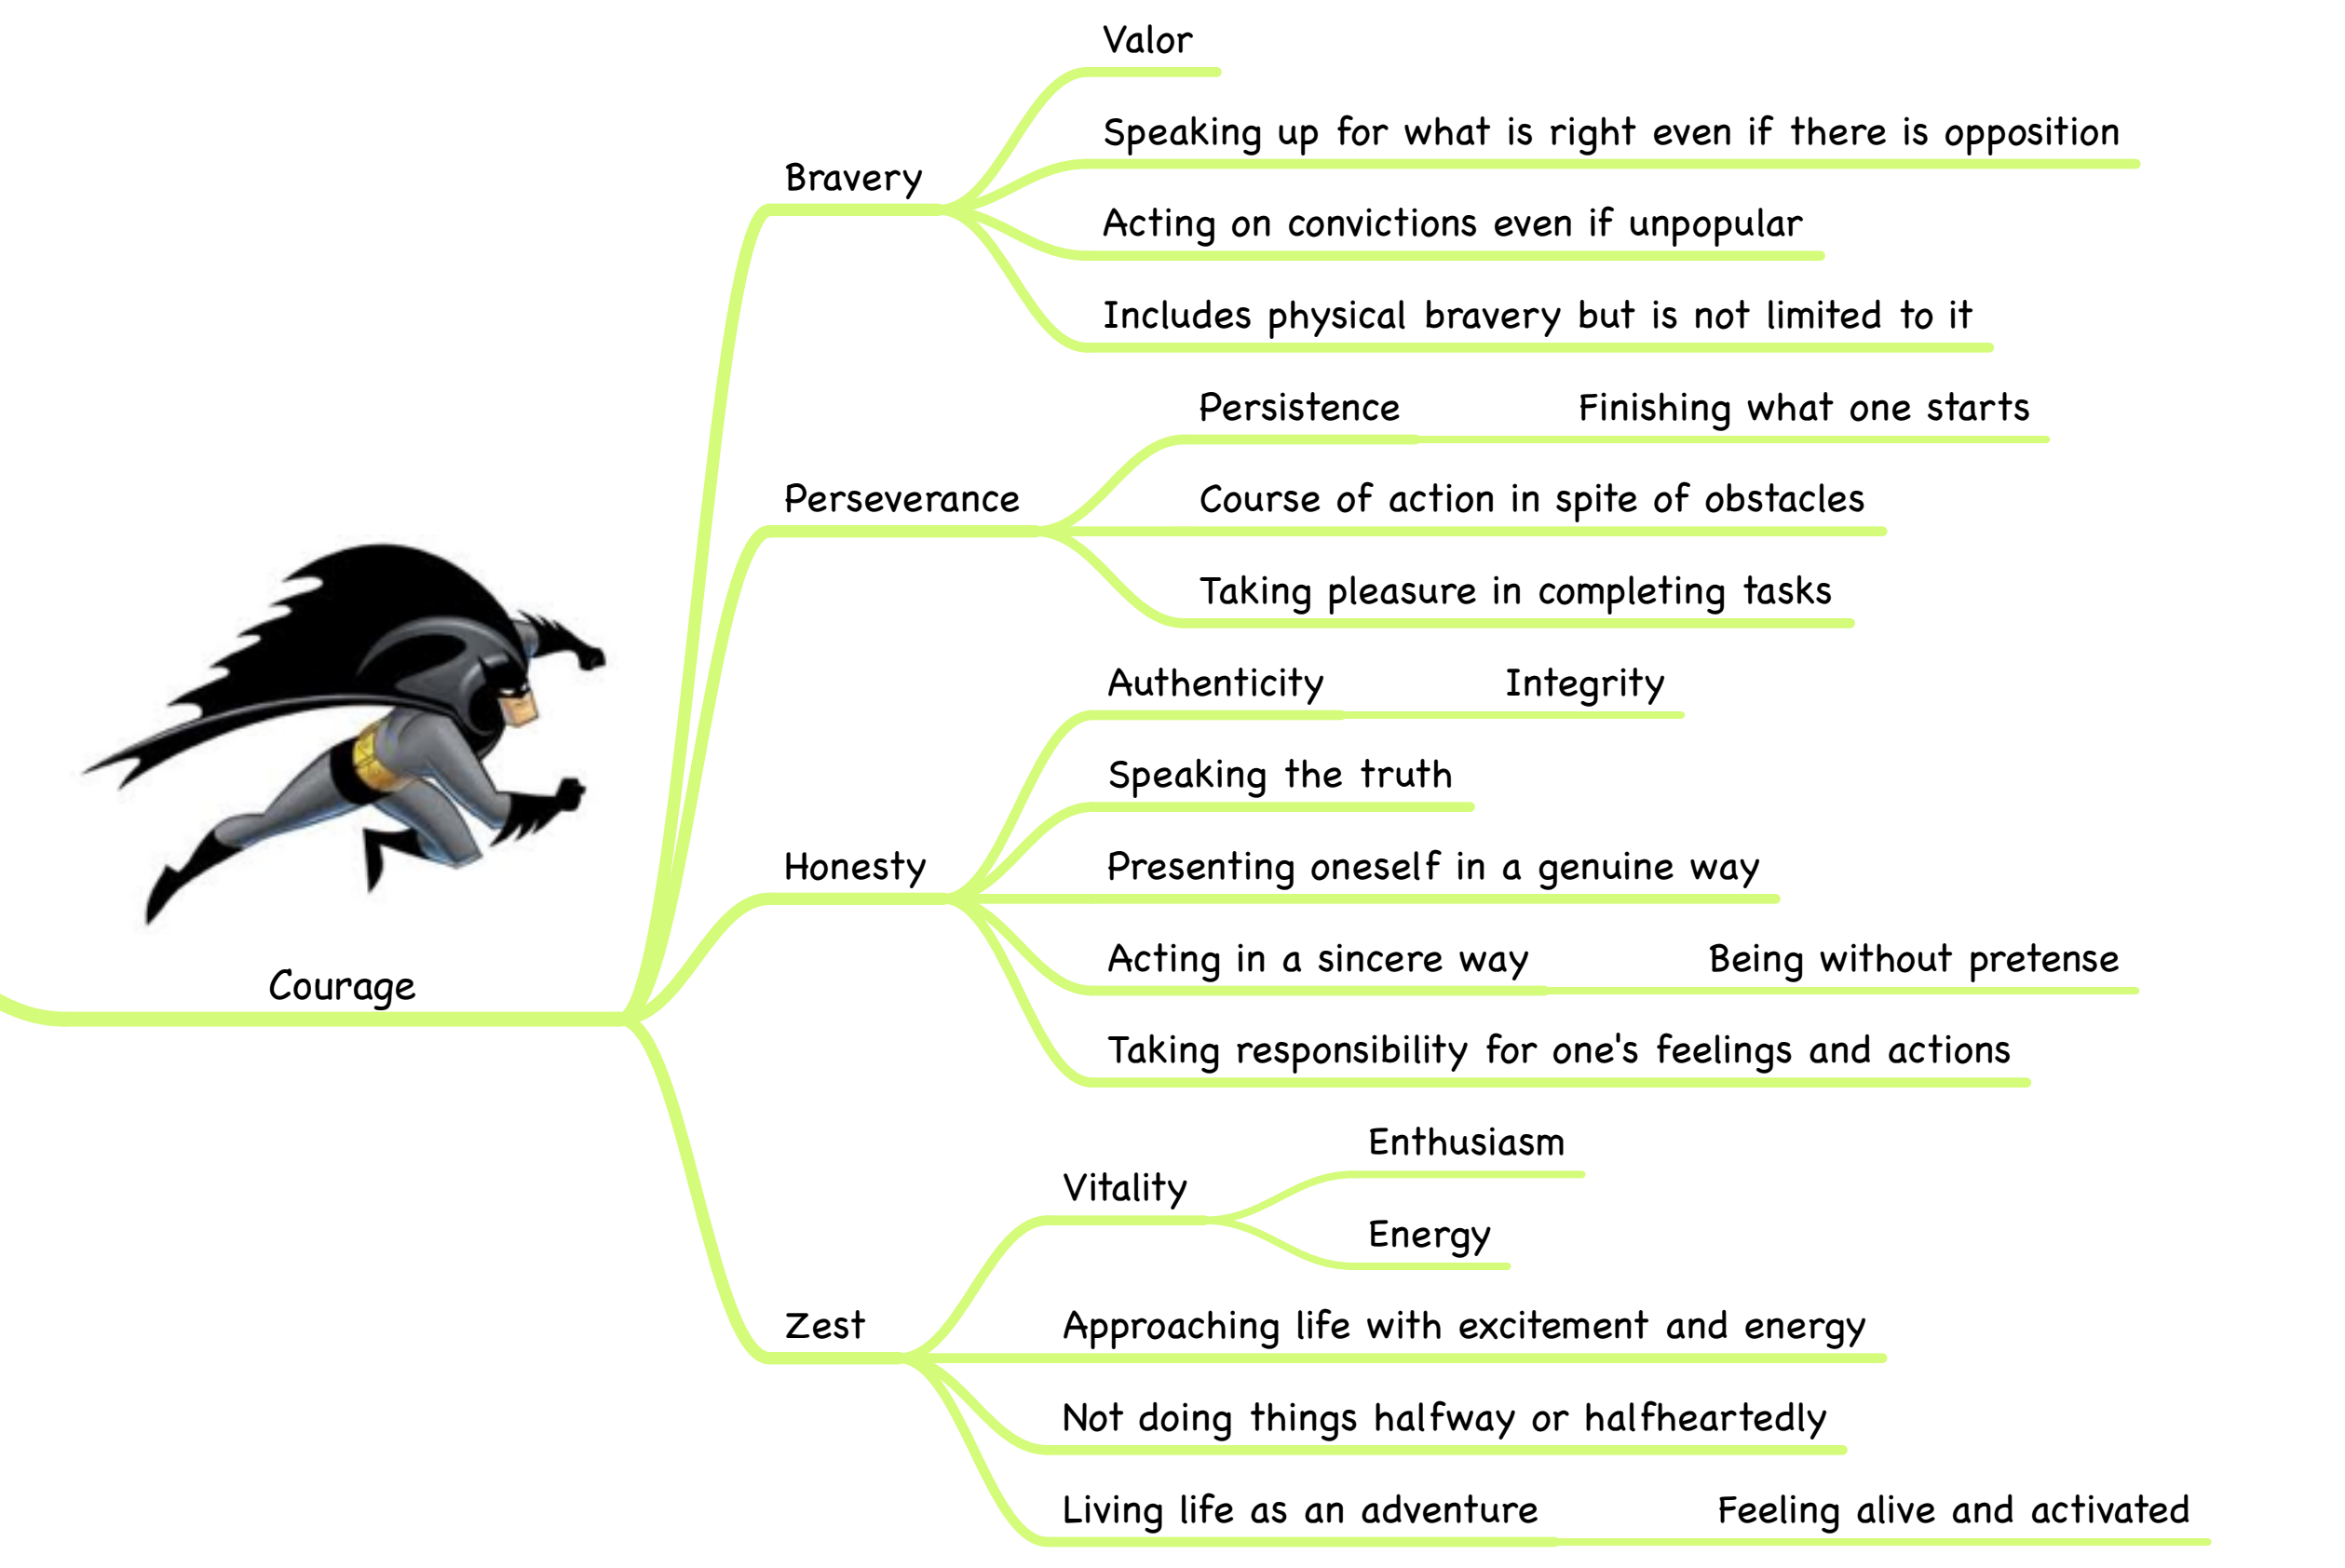 Valor
Speaking up for what is right even if there is opposition
Bravery
Acting on convictions even if unpopular
Includes physical bravery but is not limited to it
Persistence
Finishing what one starts
Perseverance
Course of action in spite of obstacles
Taking pleasure in completing tasks
Authenticity
Integrity
Speaking the truth
Honesty
Presenting oneself in a genuine way
Acting in a sincere way
Being without pretense
Courage
Taking responsibility for one's feelings and actions
Enthusiasm
Vitality
Energy
Zest
Approaching life with excitement and energy
Not doing things halfway or halfheartedly
Living life as an adventure
Feeling alive and activated